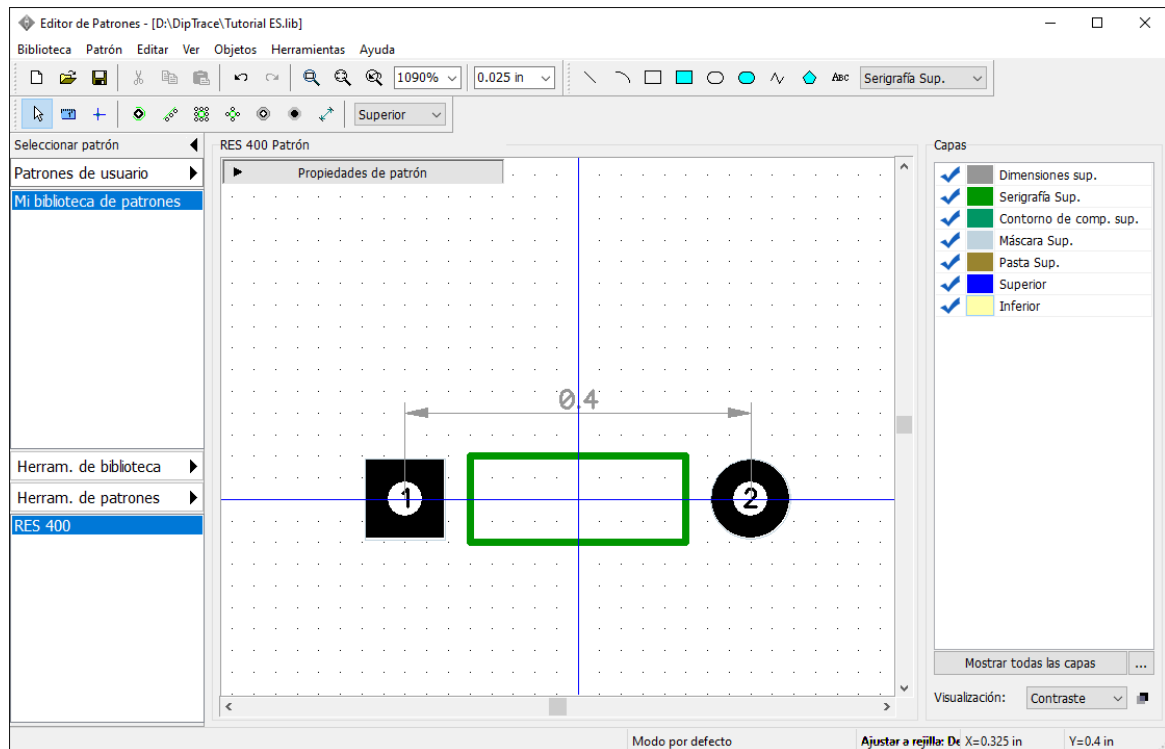 Editor de Patrones - [D:\DipTrace\Tutorial ES.lib]
Biblioteca Patrón Editar Ver Objetos Herramientas Ayuda
1090% 0.025 in ABC Serigrafía Sup.
Superior
Seleccionar patrón
Patrones de usuario
Mi biblioteca de patrones
Herram. de biblioteca
Herram. de patrones
RES 400
RES 400 Patrón
Propiedades de patrón
0.4
1 2
Capas
Dimensiones sup.
Serigrafía Sup.
Contorno de comp. sup.
Máscara Sup.
Pasta Sup.
Superior
Inferior
Mostrar todas las capas ...
Visualización: Contraste
Modo por defecto Ajustar a rejilla: De X=0.325 in Y=0.4 in